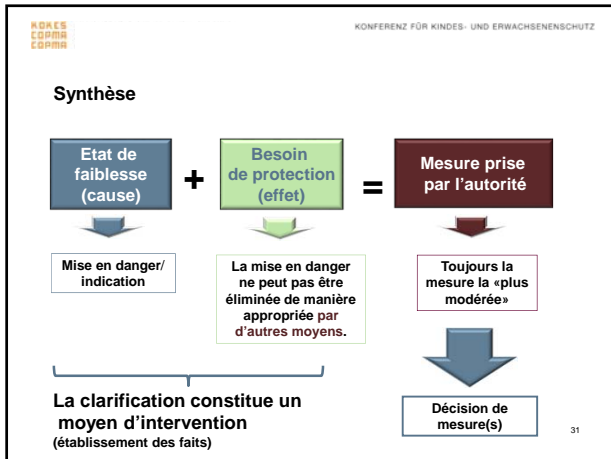 KOKES
COPMA
COPMA
KONFERENZ FÜR KINDES- UND ERWACHSENENSCHUTZ
Synthèse
Etat de
faiblesse
(cause)
+
Besoin
de protection
(effet)
=
Mesure prise
par l’autorité
Mise en danger/
indication
La mise en danger
ne peut pas être
éliminée de manière
appropriée par
d’autres moyens.
Toujours la
mesure la «plus
modérée»
La clarification constitue un
moyen d’intervention
(établissement des faits)
Décision de
mesure(s)
31